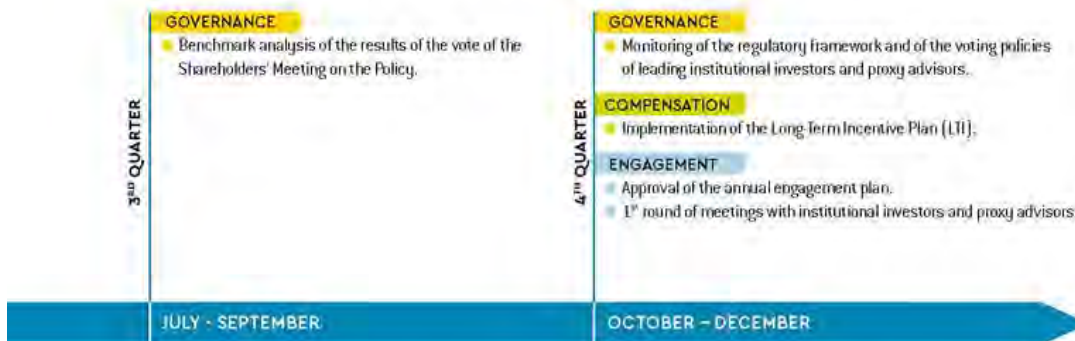 3RD QUARTER
GOVERNANCE
Benchmark analysis of the results of the vote of the
Shareholders' Meeting on the Policy.
JULY - SEPTEMBER
4TH QUARTER
GOVERNANCE
Monitoring of the regulatory framework and of the voting policies
of leading institutional investors and proxy advisors.
COMPENSATION
Implementation of the Long-Term Incentive Plan (LTI).
ENGAGEMENT
Approval of the annual engagement plan.
1st round of meetings with institutional investors and proxy advisors
OCTOBER – DECEMBER